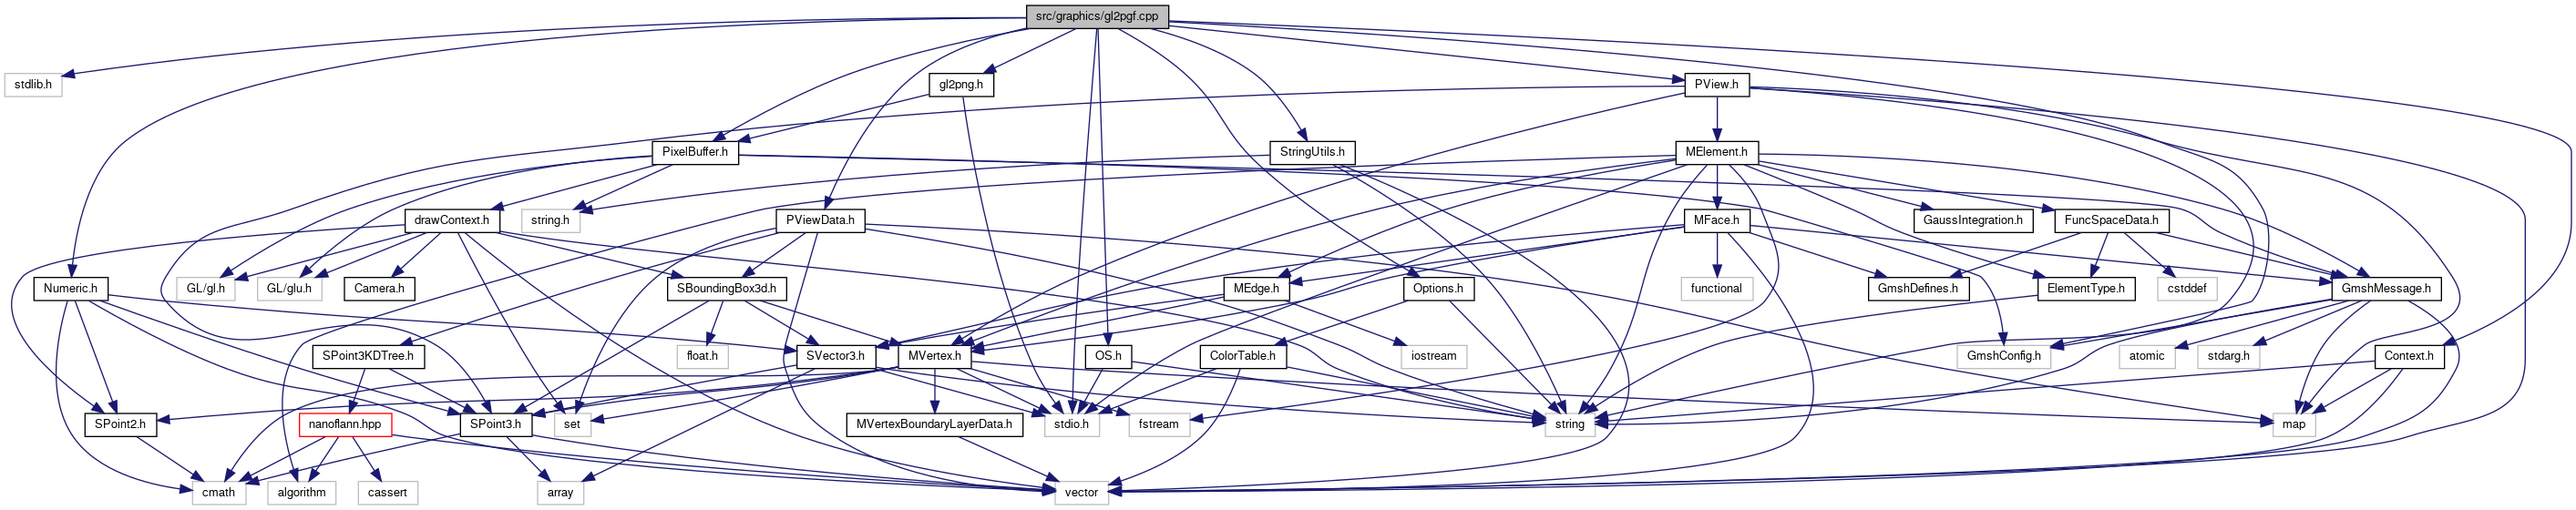 src/graphics/gl2pgf.cpp
stdlib.h
gl2png.h
PView.h
PixelBuffer.h
StringUtils.h
MElement.h
drawContext.h
string.h
PViewData.h
MFace.h
GaussIntegration.h
FuncSpaceData.h
Numeric.h
GL/gl.h
GL/glu.h
Camera.h
SBoundingBox3d.h
MEdge.h
Options.h
functional
GmshDefines.h
ElementType.h
cstddef
GmshMessage.h
SPoint3KDTree.h
float.h
SVector3.h
MVertex.h
OS.h
ColorTable.h
iostream
GmshConfig.h
atomic
stdarg.h
Context.h
SPoint2.h
nanoflann.hpp
SPoint3.h
set
MVertexBoundaryLayerData.h
stdio.h
fstream
string
map
cmath
algorithm
cassert
array
vector